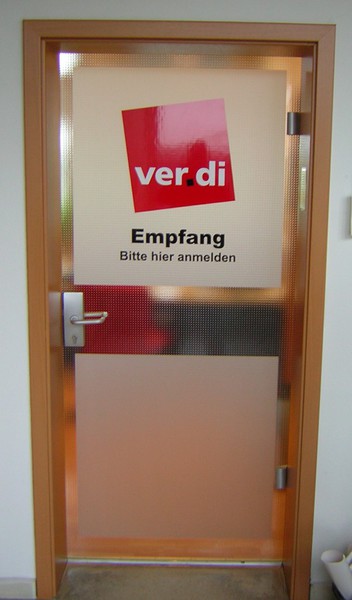 ver.di
Empfang
Bitte hier anmelden